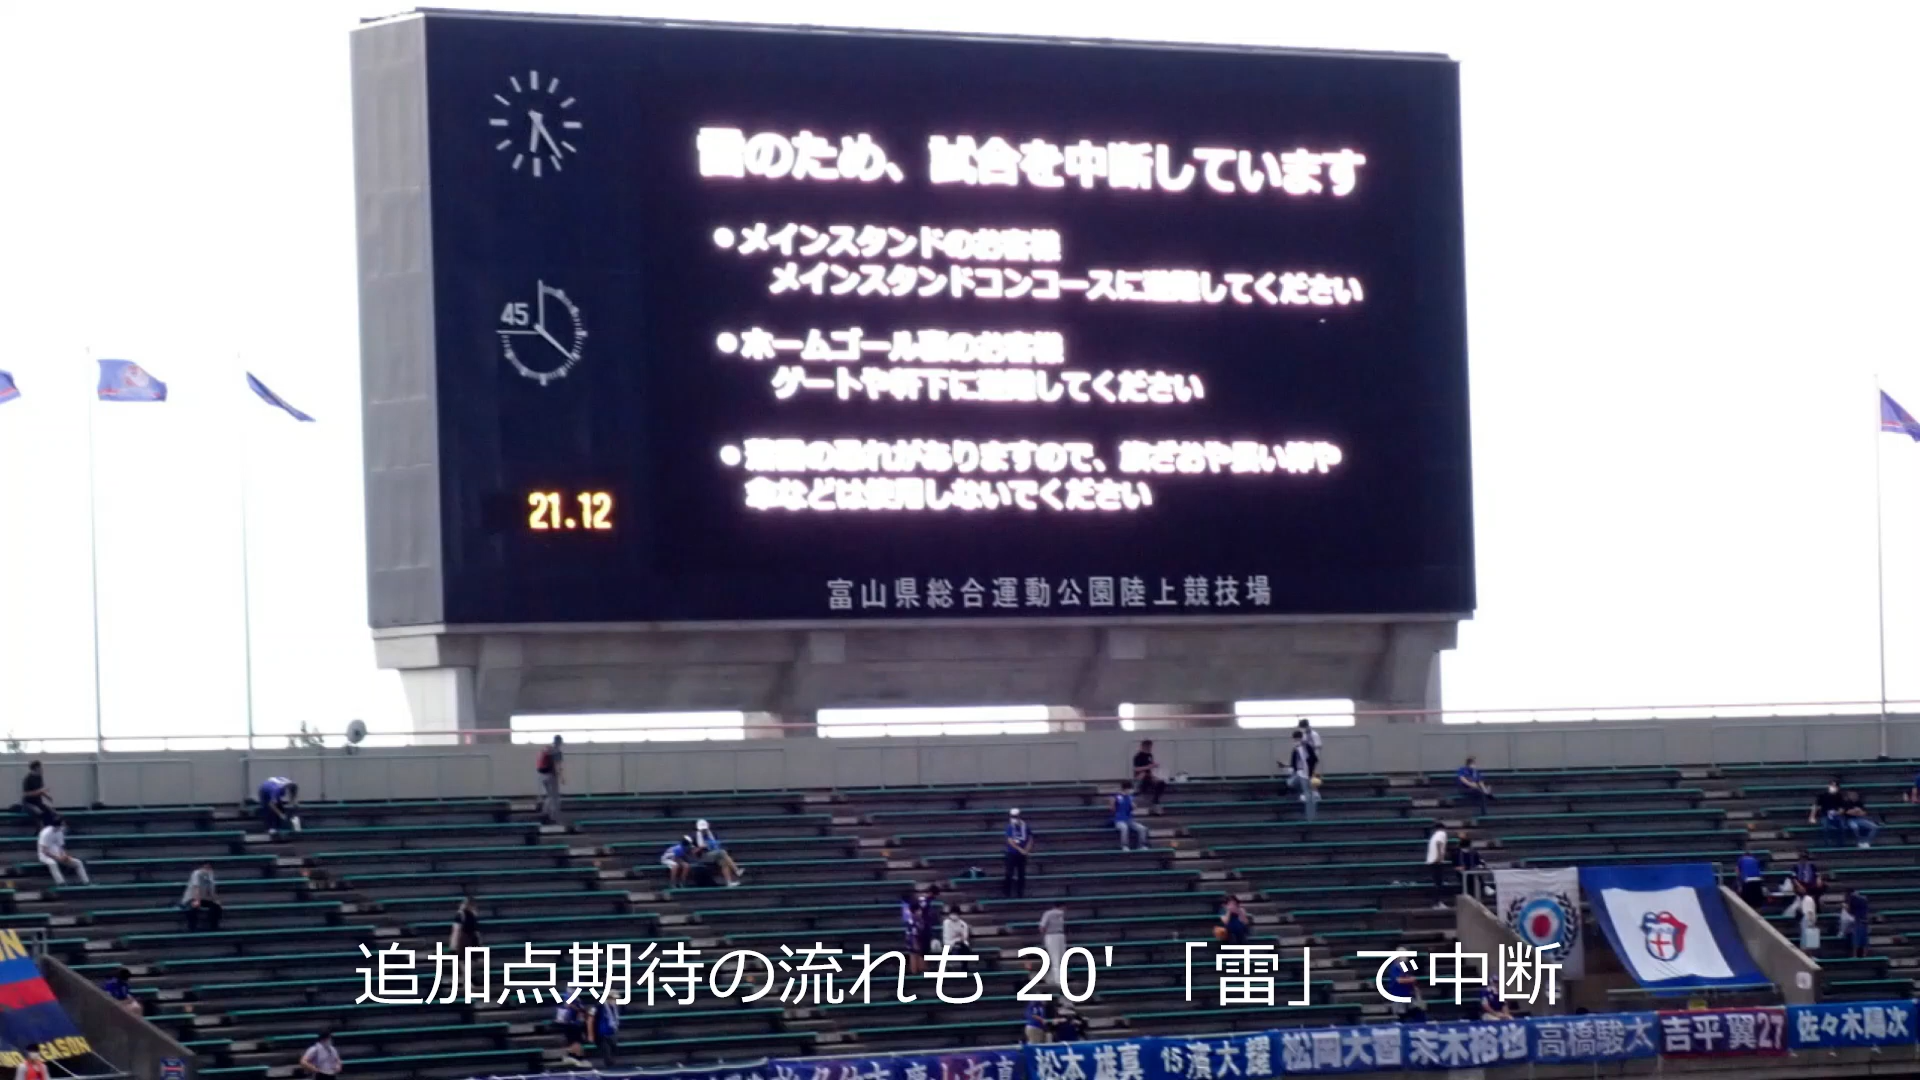 雷のため、試合を中断しています
●メインスタンドのお客様
メインスタンドコンコースに避難してください
●ホームゴール裏のお客様
ゲートや軒下に避難してください
●落雷の恐れがありますので、旗ざおや長い棒や
傘などは使用しないでください
45
21.12
富山県総合運動公園陸上競技場
追加点期待の流れも 20' 「雷」で中断
松本 雄真 15濱大耀 松岡大智 末木裕也 高橋駿太 吉平 翼27 佐々木陽次